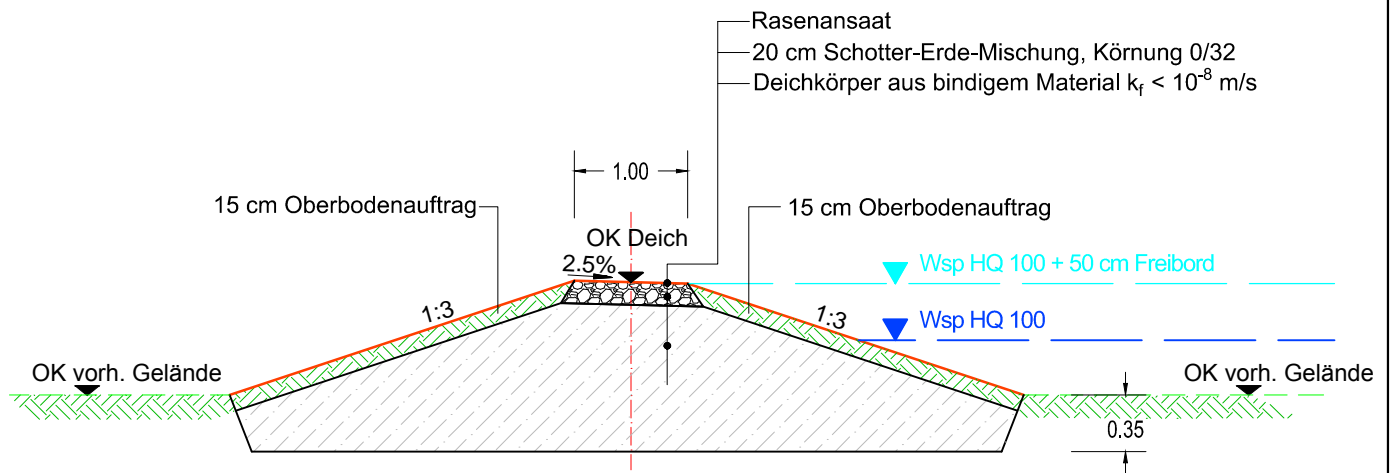 Rasenansaat
20 cm Schotter-Erde-Mischung, Körnung 0/32
Deichkörper aus bindigem Material kf < 10-8 m/s
1.00
15 cm Oberbodenauftrag
15 cm Oberbodenauftrag
OK Deich
2.5%
Wsp HQ 100 + 50 cm Freibord
1:3
1:3
Wsp HQ 100
OK vorh. Gelände
OK vorh. Gelände
0.35